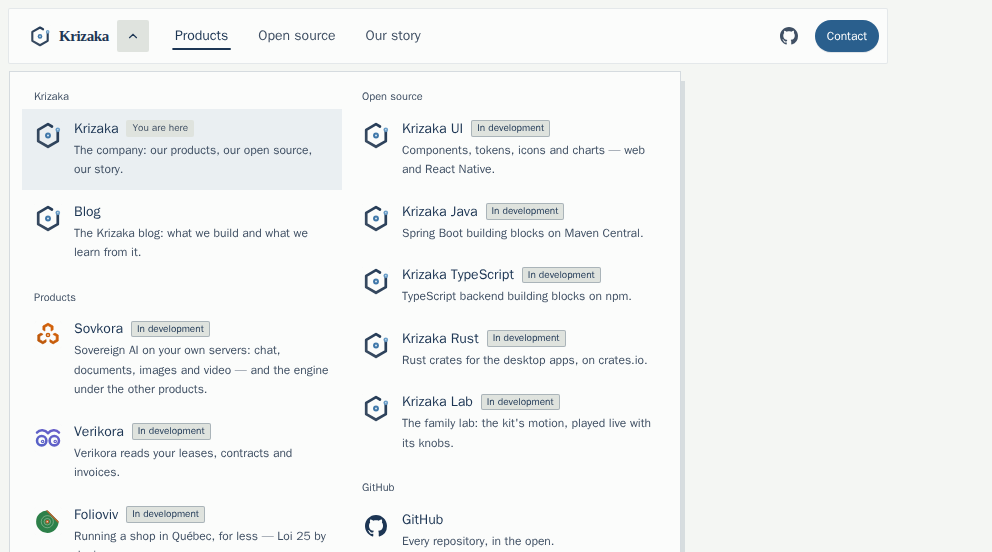 Krizaka
Products
Open source
Our story
Contact
Krizaka
Krizaka You are here
The company: our products, our open source,
our story.
Blog
The Krizaka blog: what we build and what we
learn from it.
Products
Sovkora In development
Sovereign AI on your own servers: chat,
documents, images and video — and the engine
under the other products.
Verikora In development
Verikora reads your leases, contracts and
invoices.
Folioviv In development
Running a shop in Québec, for less — Loi 25 by
Open source
Krizaka UI In development
Components, tokens, icons and charts — web
and React Native.
Krizaka Java In development
Spring Boot building blocks on Maven Central.
Krizaka TypeScript In development
TypeScript backend building blocks on npm.
Krizaka Rust In development
Rust crates for the desktop apps, on crates.io.
Krizaka Lab In development
The family lab: the kit's motion, played live with
its knobs.
GitHub
GitHub
Every repository, in the open.